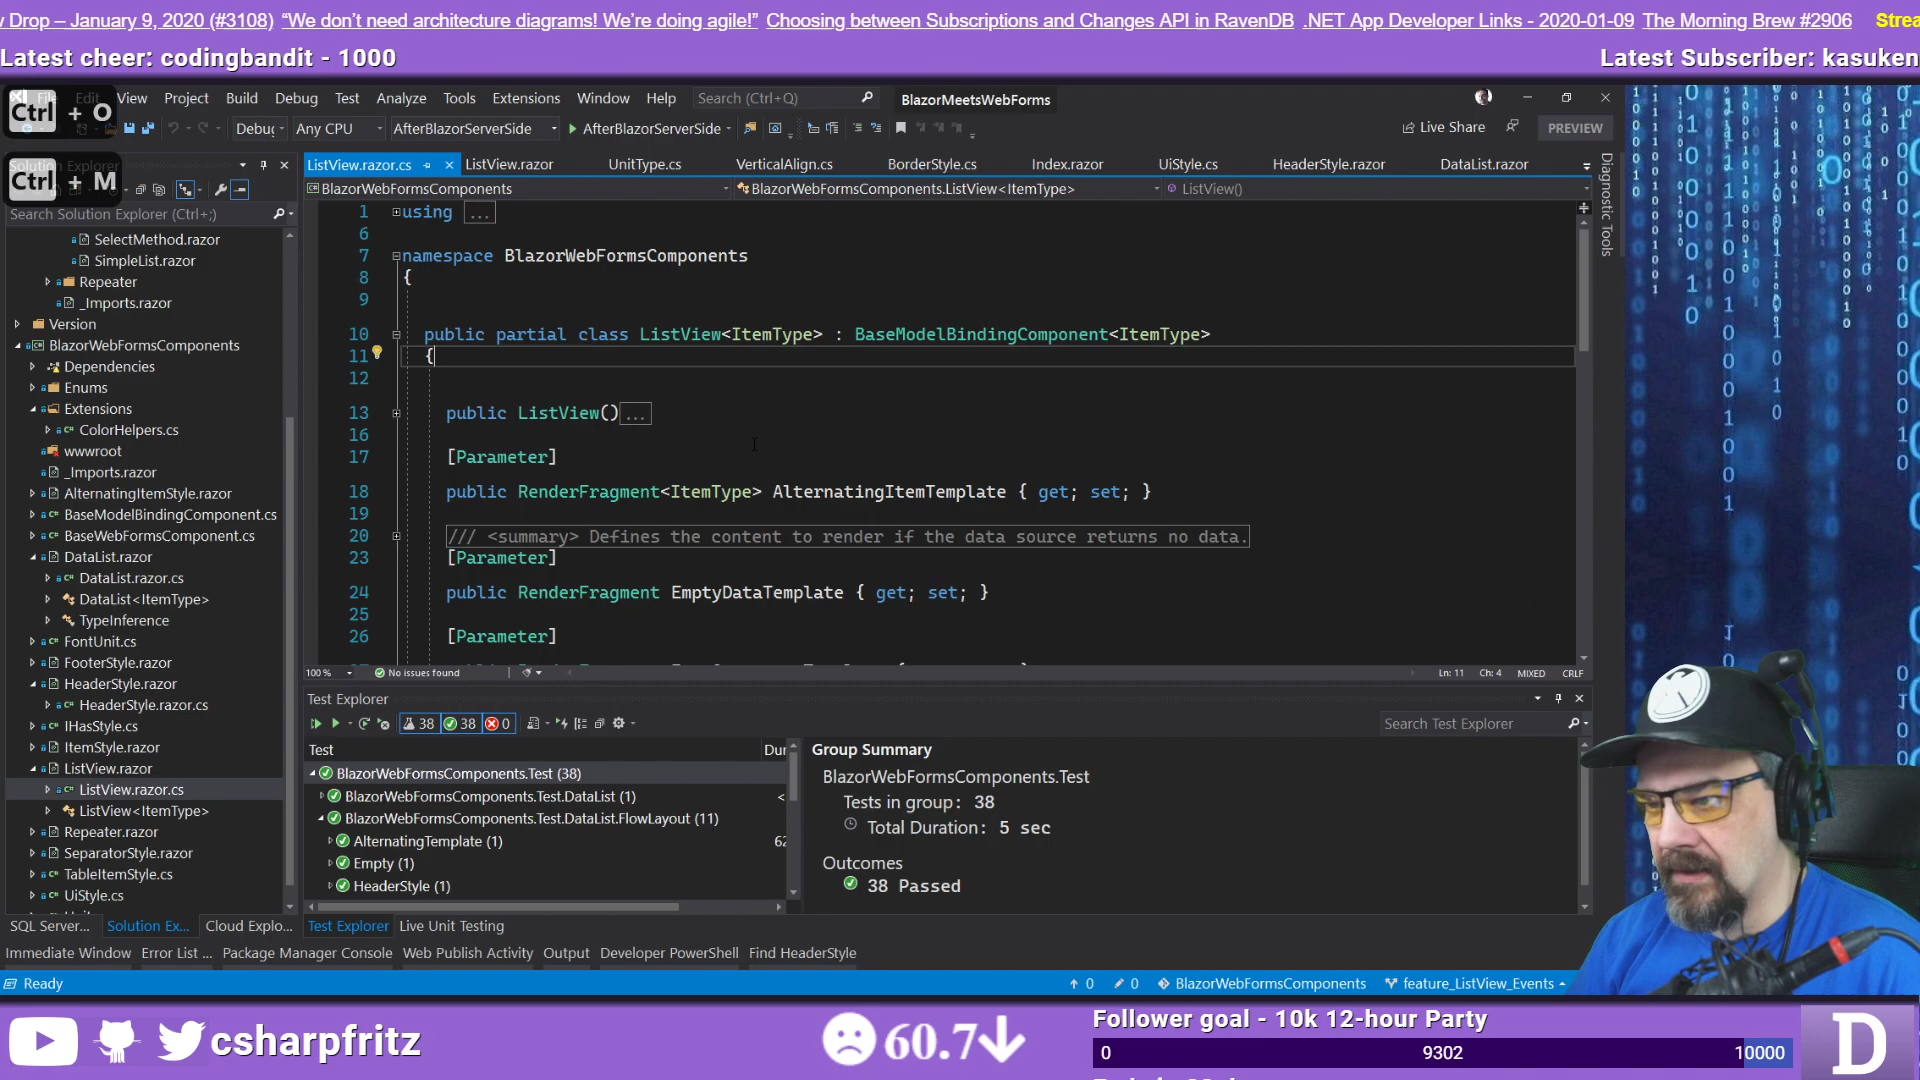 Drop – January 9, 2020 (#3108) “We don’t need architecture diagrams! We’re doing agile!” Choosing between Subscriptions and Changes API in RavenDB .NET App Developer Links - 2020-01-09 The Morning Brew #2906
Latest cheer: codingbandit - 1000
Latest Subscriber: kasuken
Ctrl + O
Ctrl + M
File Edit View Project Build Debug Test Analyze Tools Extensions Window Help Search (Ctrl+Q) BlazorMeetsWebForms
Debug Any CPU AfterBlazorServerSide AfterBlazorServerSide Live Share PREVIEW
Solution Explorer
Search Solution Explorer (Ctrl+;)
SelectMethod.razor
SimpleList.razor
Repeater
_Imports.razor
Version
BlazorWebFormsComponents
Dependencies
Enums
Extensions
ColorHelpers.cs
wwwroot
_Imports.razor
AlternatingItemStyle.razor
BaseModelBindingComponent.cs
BaseWebFormsComponent.cs
DataList.razor
DataList.razor.cs
DataList<ItemType>
TypeInference
FontUnit.cs
FooterStyle.razor
HeaderStyle.razor
HeaderStyle.razor.cs
IHasStyle.cs
ItemStyle.razor
ListView.razor
ListView.razor.cs
ListView<ItemType>
Repeater.razor
SeparatorStyle.razor
TableItemStyle.cs
UiStyle.cs
SQL Server... Solution Ex... Cloud Explo...
ListView.razor.cs ListView.razor UnitType.cs VerticalAlign.cs BorderStyle.cs Index.razor UiStyle.cs HeaderStyle.razor DataList.razor
BlazorWebFormsComponents BlazorWebFormsComponents.ListView<ItemType> ListView()
Diagnostic Tools
1 using ...
6
7 namespace BlazorWebFormsComponents
8 {
9
10 public partial class ListView<ItemType> : BaseModelBindingComponent<ItemType>
11 {
12
13 public ListView()...
16
17 [Parameter]
18 public RenderFragment<ItemType> AlternatingItemTemplate { get; set; }
19
20 /// <summary> Defines the content to render if the data source returns no data.
23 [Parameter]
24 public RenderFragment EmptyDataTemplate { get; set; }
25
26 [Parameter]
100% No issues found Ln: 11 Ch: 4 MIXED CRLF
Test Explorer
38 38 0 Search Test Explorer
Test Dur
BlazorWebFormsComponents.Test (38)
BlazorWebFormsComponents.Test.DataList (1) <
BlazorWebFormsComponents.Test.DataList.FlowLayout (11)
AlternatingTemplate (1) 62
Empty (1)
HeaderStyle (1)
Group Summary
BlazorWebFormsComponents.Test
Tests in group: 38
Total Duration: 5 sec
Outcomes
38 Passed
Test Explorer Live Unit Testing
Immediate Window Error List ... Package Manager Console Web Publish Activity Output Developer PowerShell Find HeaderStyle
Ready 0 0 BlazorWebFormsComponents feature_ListView_Events
csharpfritz
60.7
Follower goal - 10k 12-hour Party
0 9302 10000
D